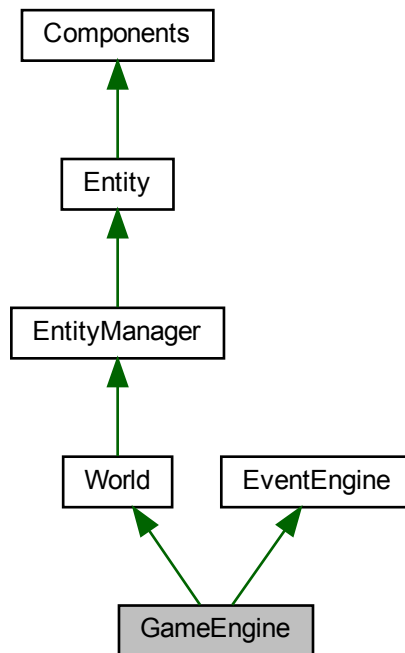 Components
Entity
EntityManager
World
EventEngine
GameEngine